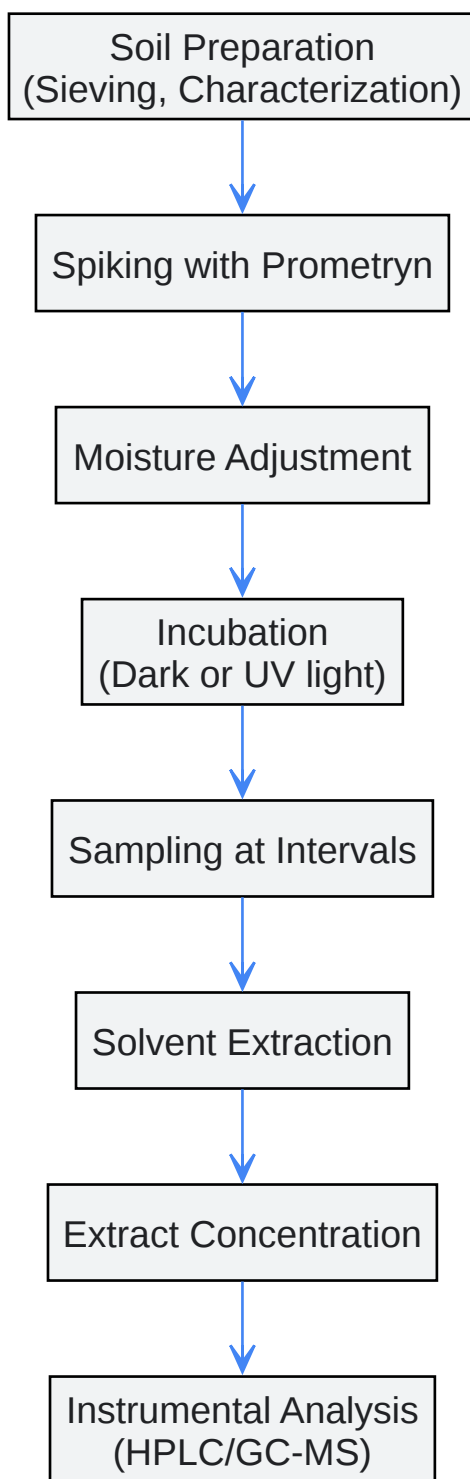 Soil Preparation
(Sieving, Characterization)
Spiking with Prometryn
Moisture Adjustment
Incubation
(Dark or UV light)
Sampling at Intervals
Solvent Extraction
Extract Concentration
Instrumental Analysis
(HPLC/GC-MS)